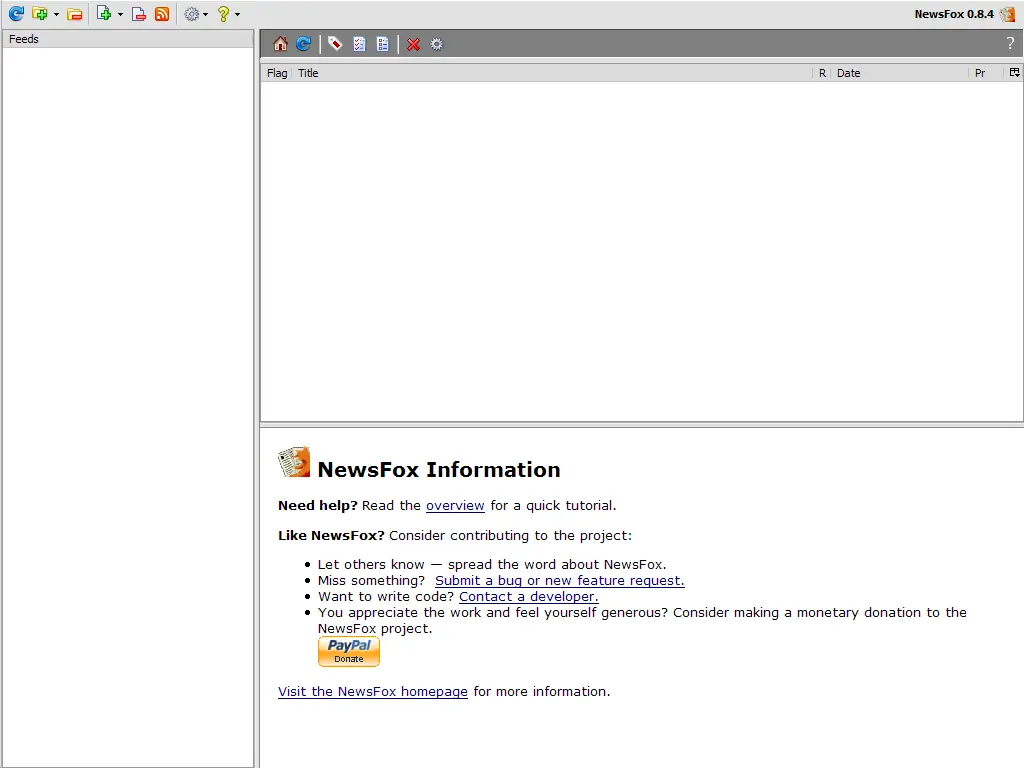 NewsFox 0.8.4
Feeds
?
Flag Title R Date Pr
NewsFox Information
Need help? Read the overview for a quick tutorial.
Like NewsFox? Consider contributing to the project:
Let others know — spread the word about NewsFox.
Miss something? Submit a bug or new feature request.
Want to write code? Contact a developer.
You appreciate the work and feel yourself generous? Consider making a monetary donation to the
NewsFox project.
PayPal
Donate
Visit the NewsFox homepage for more information.